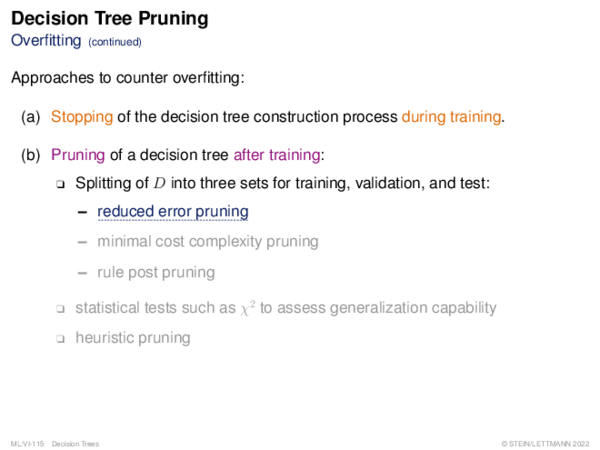 Decision Tree Pruning
Overfitting (continued)
Approaches to counter overfitting:
(a) Stopping of the decision tree construction process during training.
(b) Pruning of a decision tree after training:
❑ Splitting of D into three sets for training, validation, and test:
– reduced error pruning
– minimal cost complexity pruning
– rule post pruning
❑ statistical tests such as χ² to assess generalization capability
❑ heuristic pruning
ML:VI-115 Decision Trees © STEIN/LETTMANN 2022